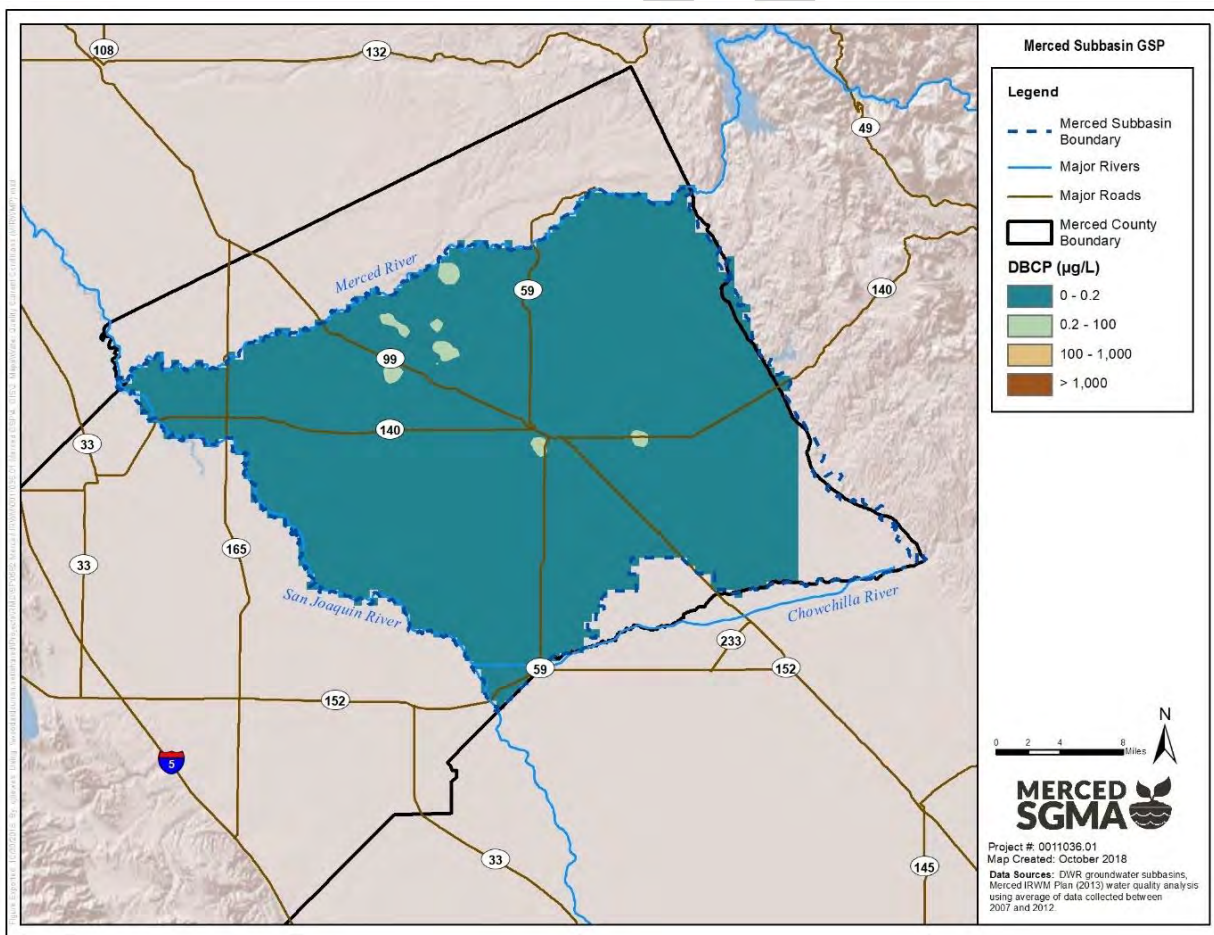 Merced Subbasin GSP
Legend
Merced Subbasin
Boundary
Major Rivers
Major Roads
Merced County
Boundary
DBCP (µg/L)
0 - 0.2
0.2 - 100
100 - 1,000
> 1,000
108
132
49
Merced River
59
140
99
140
33
165
33
San Joaquin River
Chowchilla River
233
59
152
152
5
33
145
N
0 2 4 8
Miles
MERCED
SGMA
Project #: 0011036.01
Map Created: October 2018
Data Sources: DWR groundwater subbasins,
Merced IRWM Plan (2013) water quality analysis
using average of data collected between
2007 and 2012.